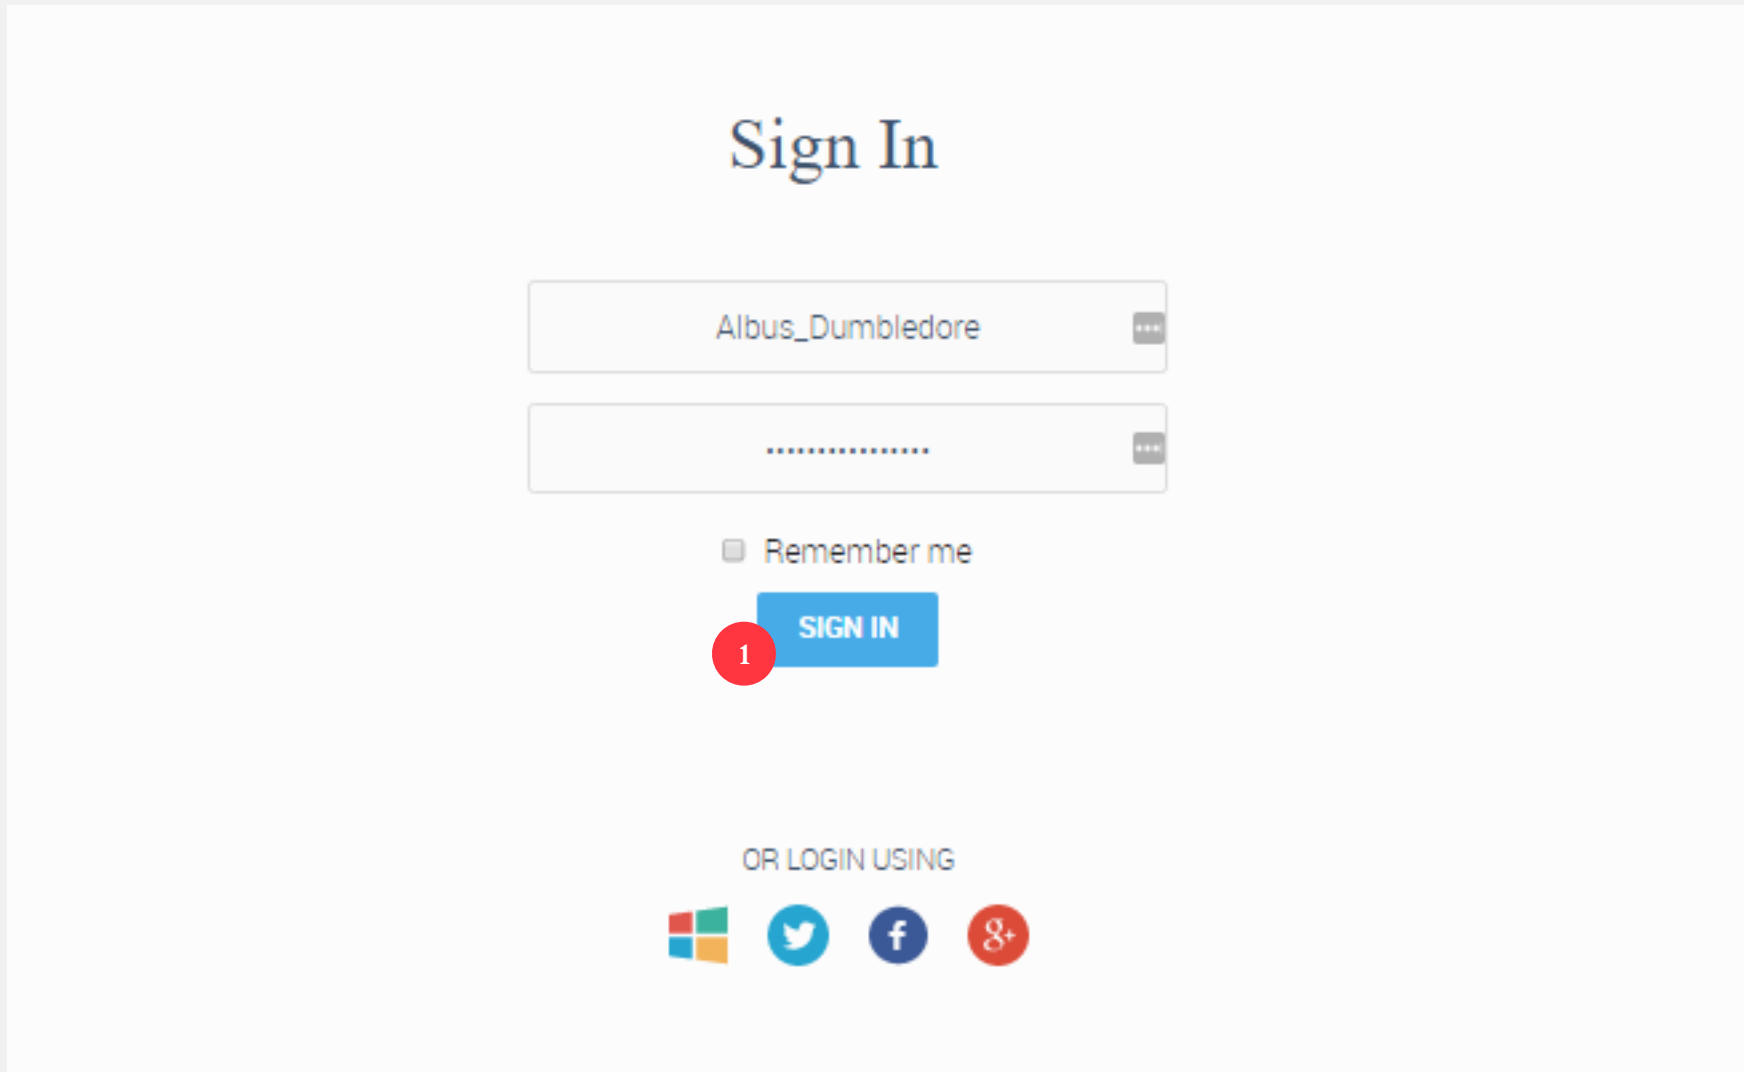 Sign In
Albus_Dumbledore
••••••••••••••••
Remember me
SIGN IN
1
OR LOGIN USING
f
g+